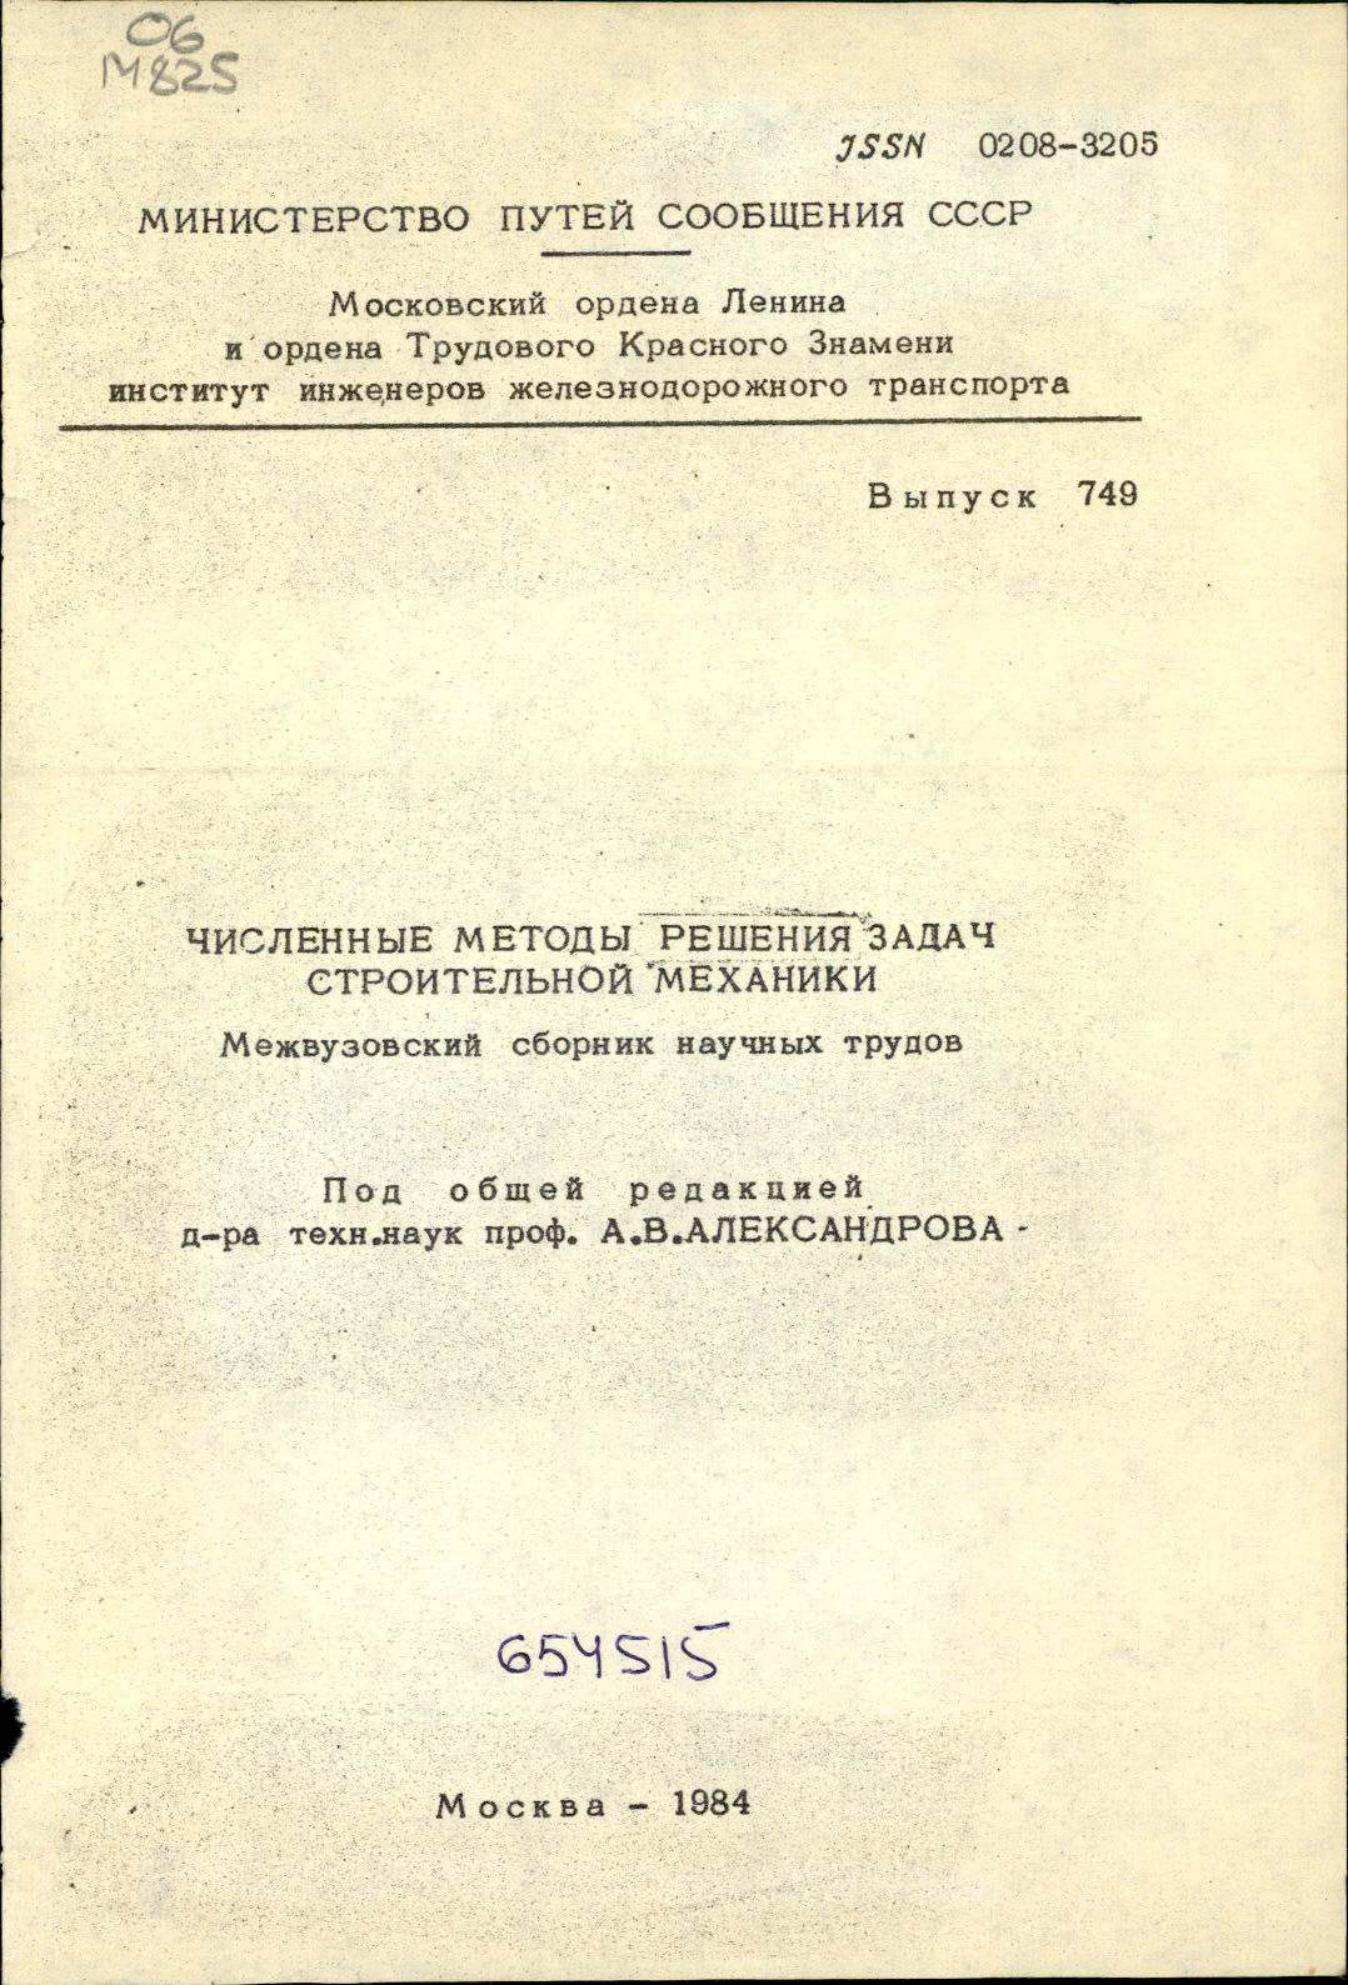 06
М825
ISSN 0208-3205
МИНИСТЕРСТВО ПУТЕЙ СООБЩЕНИЯ СССР
Московский ордена Ленина
и ордена Трудового Красного Знамени
институт инженеров железнодорожного транспорта
Выпуск 749
ЧИСЛЕННЫЕ МЕТОДЫ РЕШЕНИЯ ЗАДАЧ
СТРОИТЕЛЬНОЙ МЕХАНИКИ
Межвузовский сборник научных трудов
Под общей редакцией
д-ра техн.наук проф. А.В.АЛЕКСАНДРОВА
654515
Москва - 1984